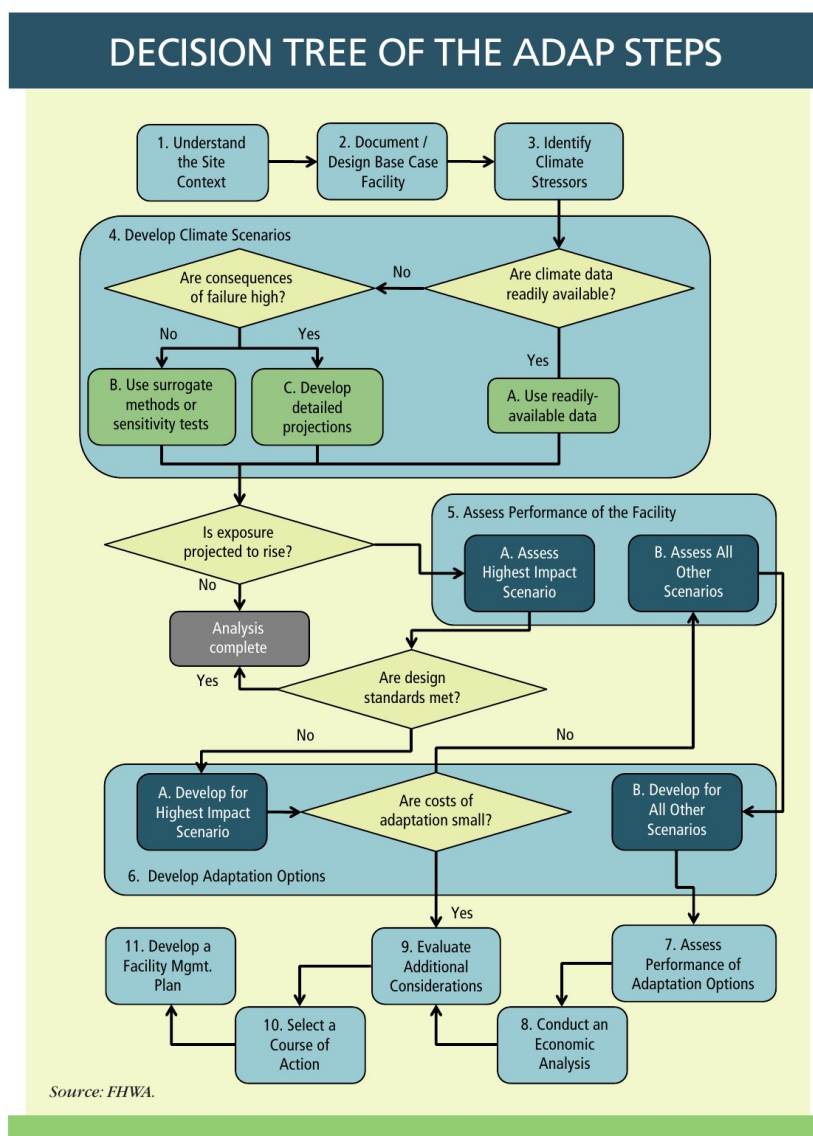 DECISION TREE OF THE ADAP STEPS
1. Understand
the Site
Context
2. Document /
Design Base Case
Facility
3. Identify
Climate
Stressors
4. Develop Climate Scenarios
Are consequences
of failure high?
No
Are climate data
readily available?
No
Yes
Yes
B. Use surrogate
methods or
sensitivity tests
C. Develop
detailed
projections
A. Use readily-
available data
Is exposure
projected to rise?
No
5. Assess Performance of the Facility
A. Assess
Highest Impact
Scenario
B. Assess All
Other
Scenarios
Analysis
complete
Yes
Are design
standards met?
No
No
A. Develop for
Highest Impact
Scenario
Are costs of
adaptation small?
B. Develop for
All Other
Scenarios
6. Develop Adaptation Options
Yes
11. Develop a
Facility Mgmt.
Plan
9. Evaluate
Additional
Considerations
7. Assess
Performance of
Adaptation Options
10. Select a
Course of
Action
8. Conduct an
Economic
Analysis
Source: FHWA.